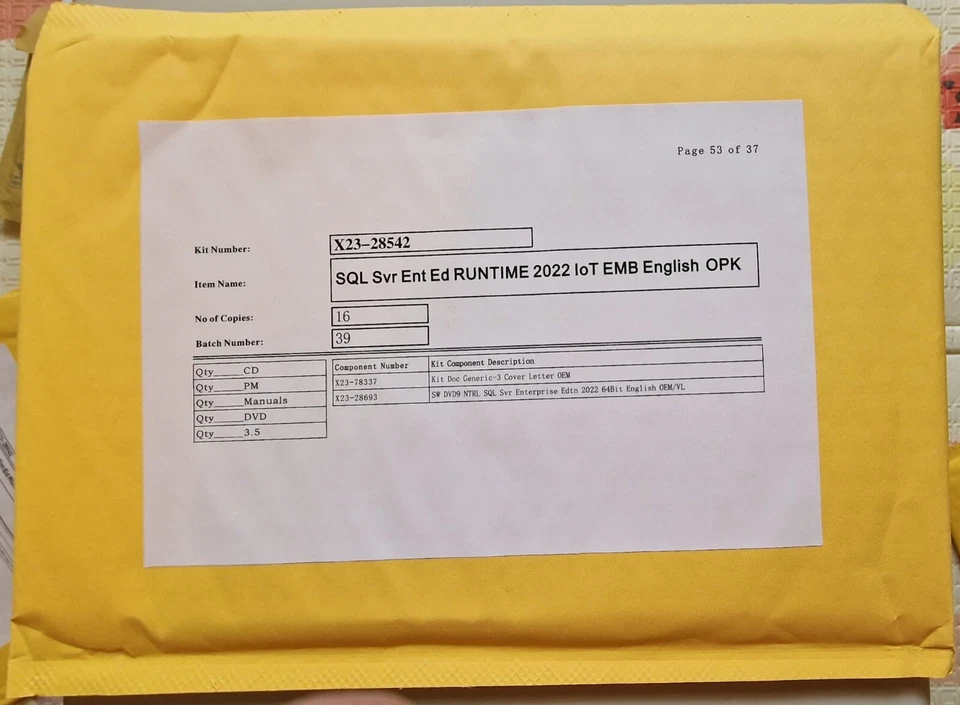 Page 53 of 37
Kit Number: X23-28542
Item Name: SQL Svr Ent Ed RUNTIME 2022 IoT EMB English OPK
No of Copies: 16
Batch Number: 39
Qty_____CD
Qty_____PM
Qty_____Manuals
Qty_____DVD
Qty_____3.5
Component Number Kit Component Description
X23-78337 Kit Doc Generic-3 Cover Letter OEM
X23-28693 SW DVD9 NTRL SQL Svr Enterprise Edtn 2022 64Bit English OEM/VL